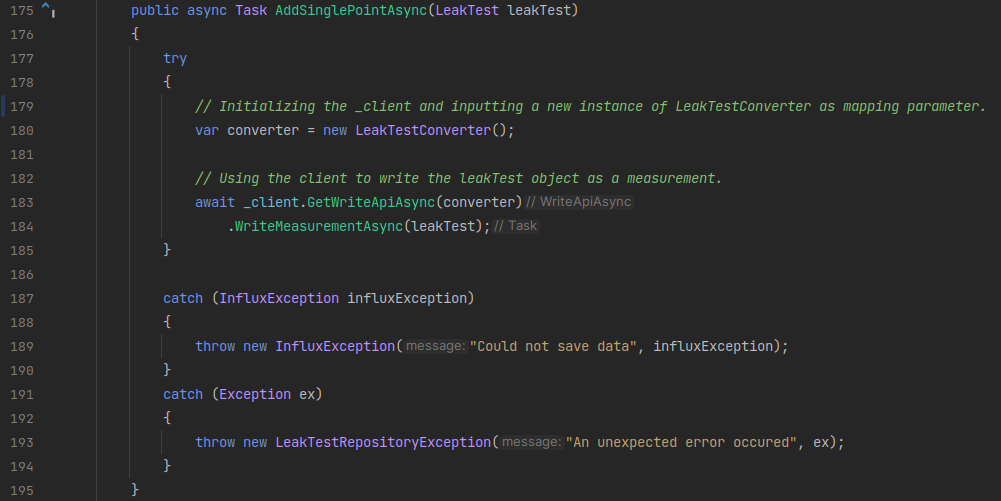 175 public async Task AddSinglePointAsync(LeakTest leakTest)
176 {
177 try
178 {
179 // Initializing the _client and inputting a new instance of LeakTestConverter as mapping parameter.
180 var converter = new LeakTestConverter();
181
182 // Using the client to write the leakTest object as a measurement.
183 await _client.GetWriteApiAsync(converter) // WriteApiAsync
184 .WriteMeasurementAsync(leakTest); // Task
185 }
186
187 catch (InfluxException influxException)
188 {
189 throw new InfluxException( message: "Could not save data", influxException);
190 }
191 catch (Exception ex)
192 {
193 throw new LeakTestRepositoryException( message: "An unexpected error occured", ex);
194 }
195 }